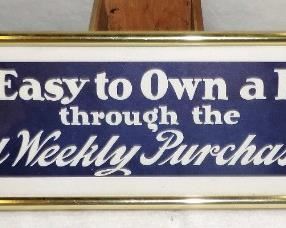 Easy to Own a
through the
Weekly Purchas